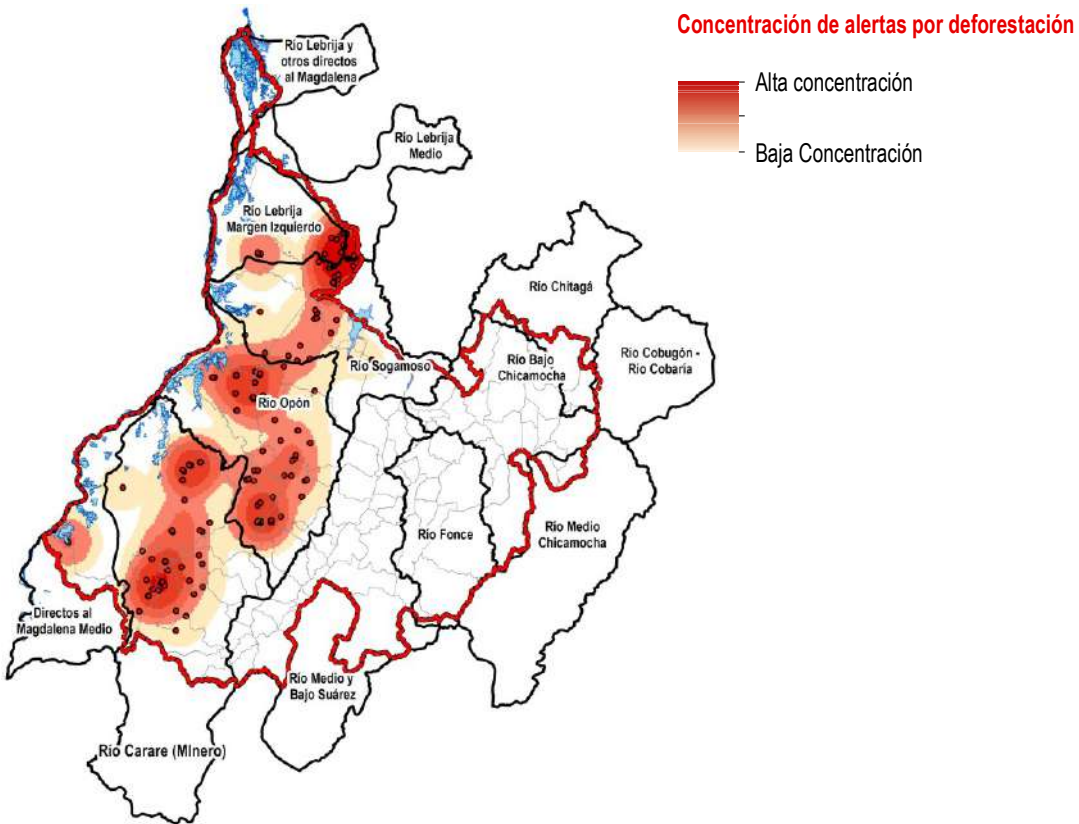 Concentración de alertas por deforestación
Alta concentración
Baja Concentración
Río Lebrija y
otros directos
al Magdalena
Río Lebrija
Medio
Río Lebrija
Margen Izquierdo
Río Chitagá
Río Cobugón -
Río Cobaría
Río Bajo
Chicamocha
Río Sogamoso
Río Opón
Río Fonce
Río Medio
Chicamocha
Directos al
Magdalena Medio
Río Medio y
Bajo Suárez
Río Carare (MInero)